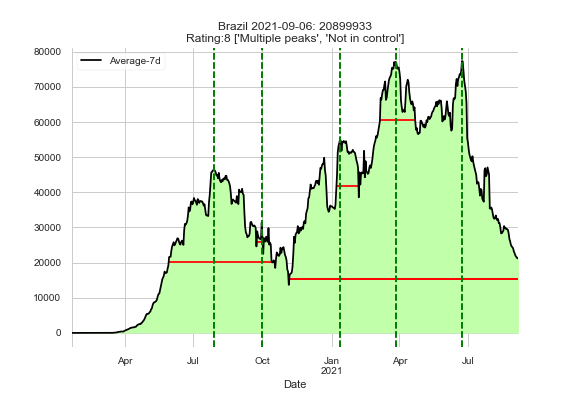 Brazil 2021-09-06: 20899933
Rating:8 ['Multiple peaks', 'Not in control']
80000
Average-7d
70000
60000
50000
40000
30000
20000
10000
0
Apr Jul Oct Jan Apr Jul
2021
Date